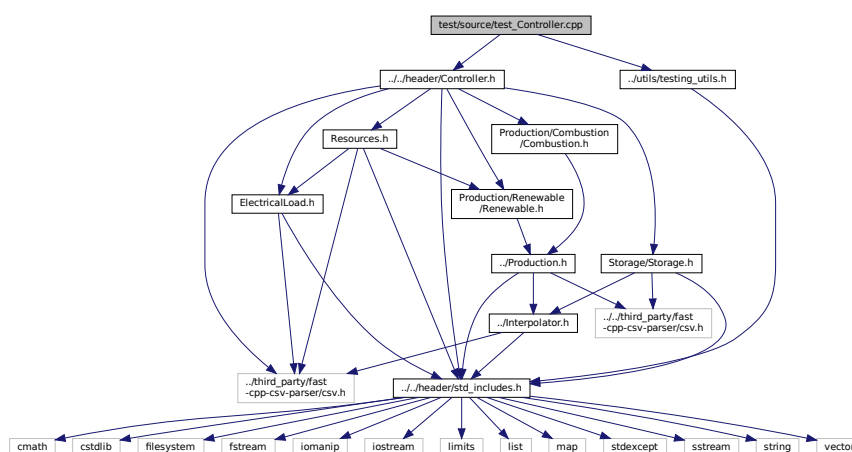 test/source/test_Controller.cpp
../../header/Controller.h
../utils/testing_utils.h
Resources.h
Production/Combustion
/Combustion.h
ElectricalLoad.h
Production/Renewable
/Renewable.h
../Production.h
Storage/Storage.h
../Interpolator.h
../../third_party/fast
-cpp-csv-parser/csv.h
../third_party/fast
-cpp-csv-parser/csv.h
../../header/std_includes.h
cmath
cstdlib
filesystem
fstream
iomanip
iostream
limits
list
map
stdexcept
sstream
string
vector